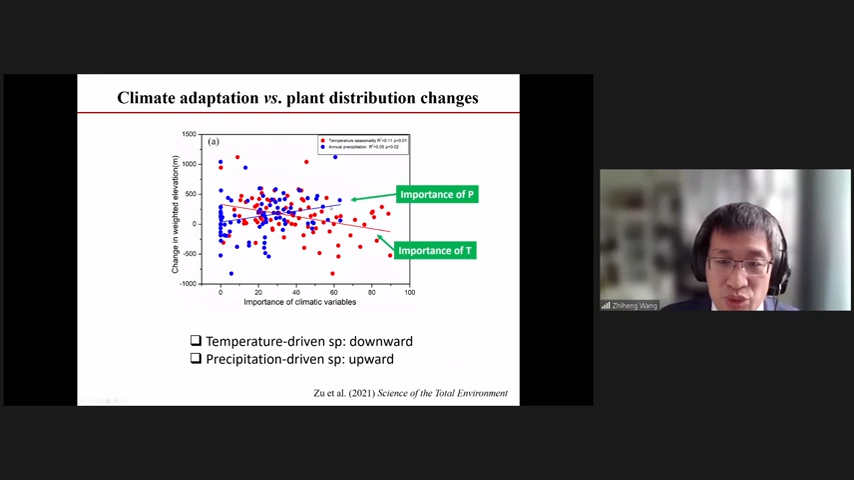 Climate adaptation vs. plant distribution changes
(a)
Temperature seasonality R²=0.11 p<0.01
Annual precipitation R²=0.05 p=0.02
1500
1000
500
0
-500
-1000
Change in weighted elevation(m)
0 20 40 60 80 100
Importance of climatic variables
Importance of P
Importance of T
Temperature-driven sp: downward
Precipitation-driven sp: upward
Zu et al. (2021) Science of the Total Environment
Zhiheng Wang